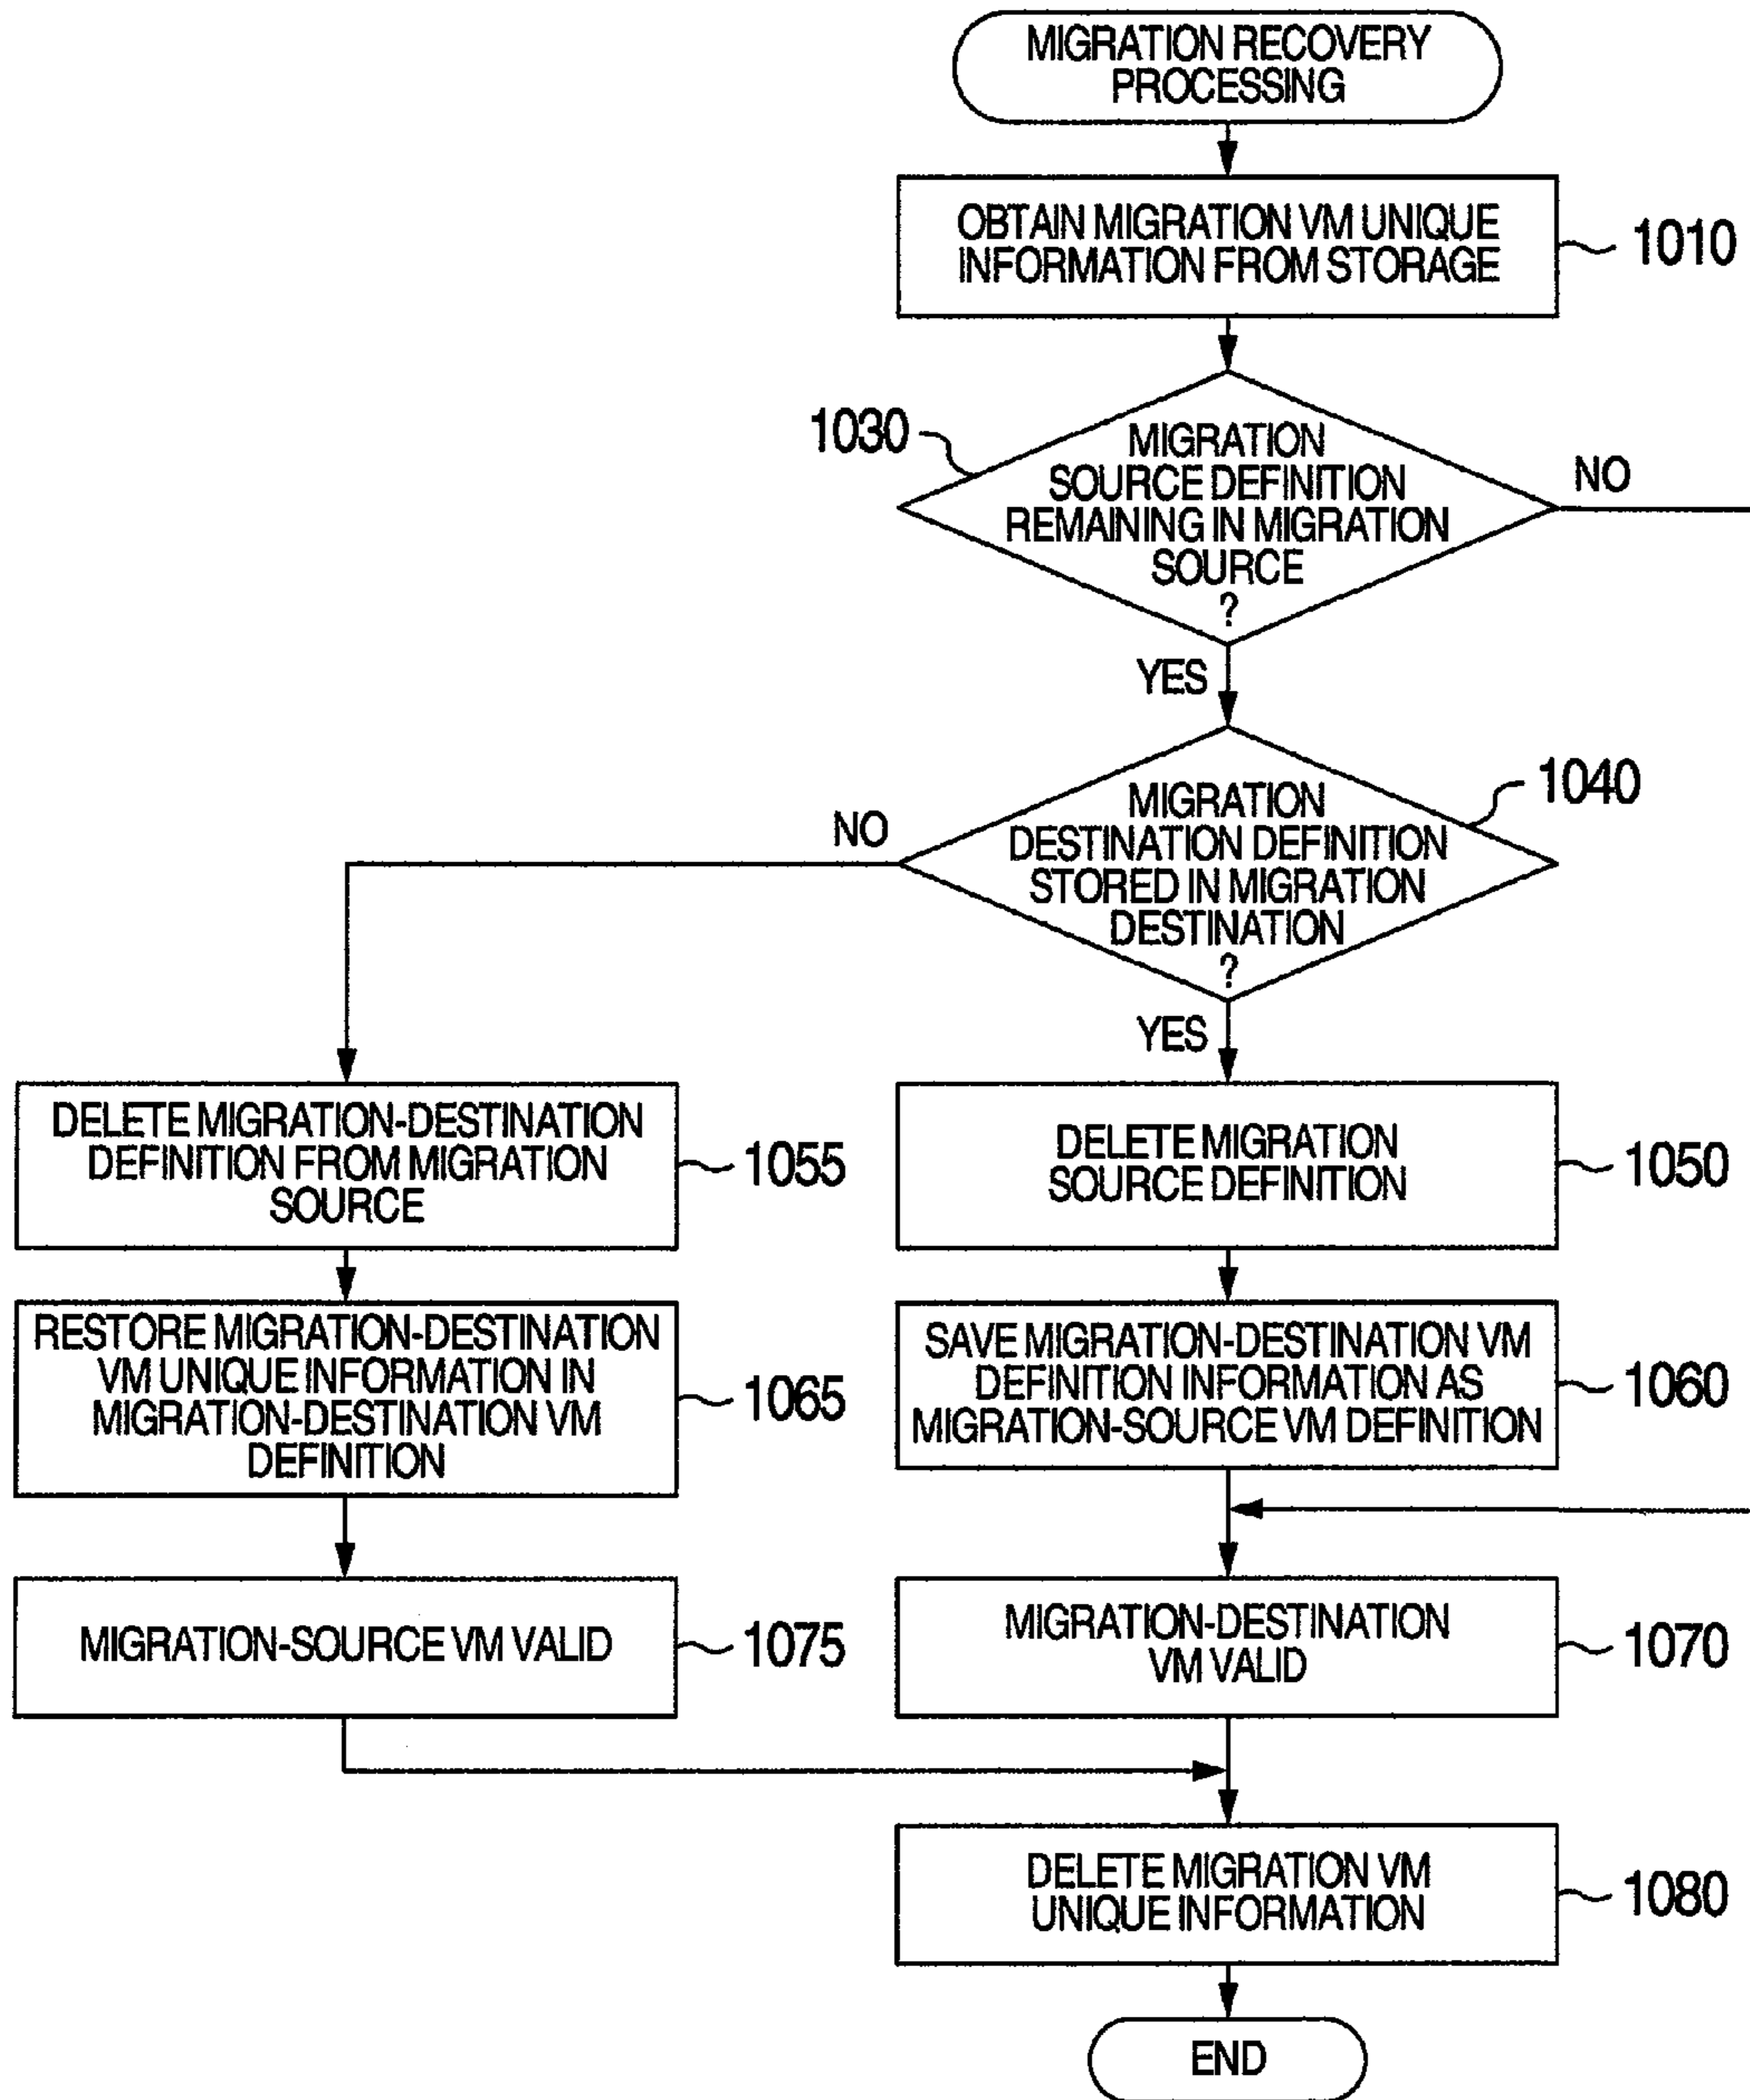 MIGRATION RECOVERY
PROCESSING
OBTAIN MIGRATION VM UNIQUE
INFORMATION FROM STORAGE
1010
1030
MIGRATION
SOURCE DEFINITION
REMAINING IN MIGRATION
SOURCE
?
NO
YES
1040
MIGRATION
DESTINATION DEFINITION
STORED IN MIGRATION
DESTINATION
?
NO
YES
DELETE MIGRATION-DESTINATION
DEFINITION FROM MIGRATION
SOURCE
1055
DELETE MIGRATION
SOURCE DEFINITION
1050
RESTORE MIGRATION-DESTINATION
VM UNIQUE INFORMATION IN
MIGRATION-DESTINATION VM
DEFINITION
1065
SAVE MIGRATION-DESTINATION VM
DEFINITION INFORMATION AS
MIGRATION-SOURCE VM DEFINITION
1060
MIGRATION-SOURCE VM VALID
1075
MIGRATION-DESTINATION
VM VALID
1070
DELETE MIGRATION VM
UNIQUE INFORMATION
1080
END